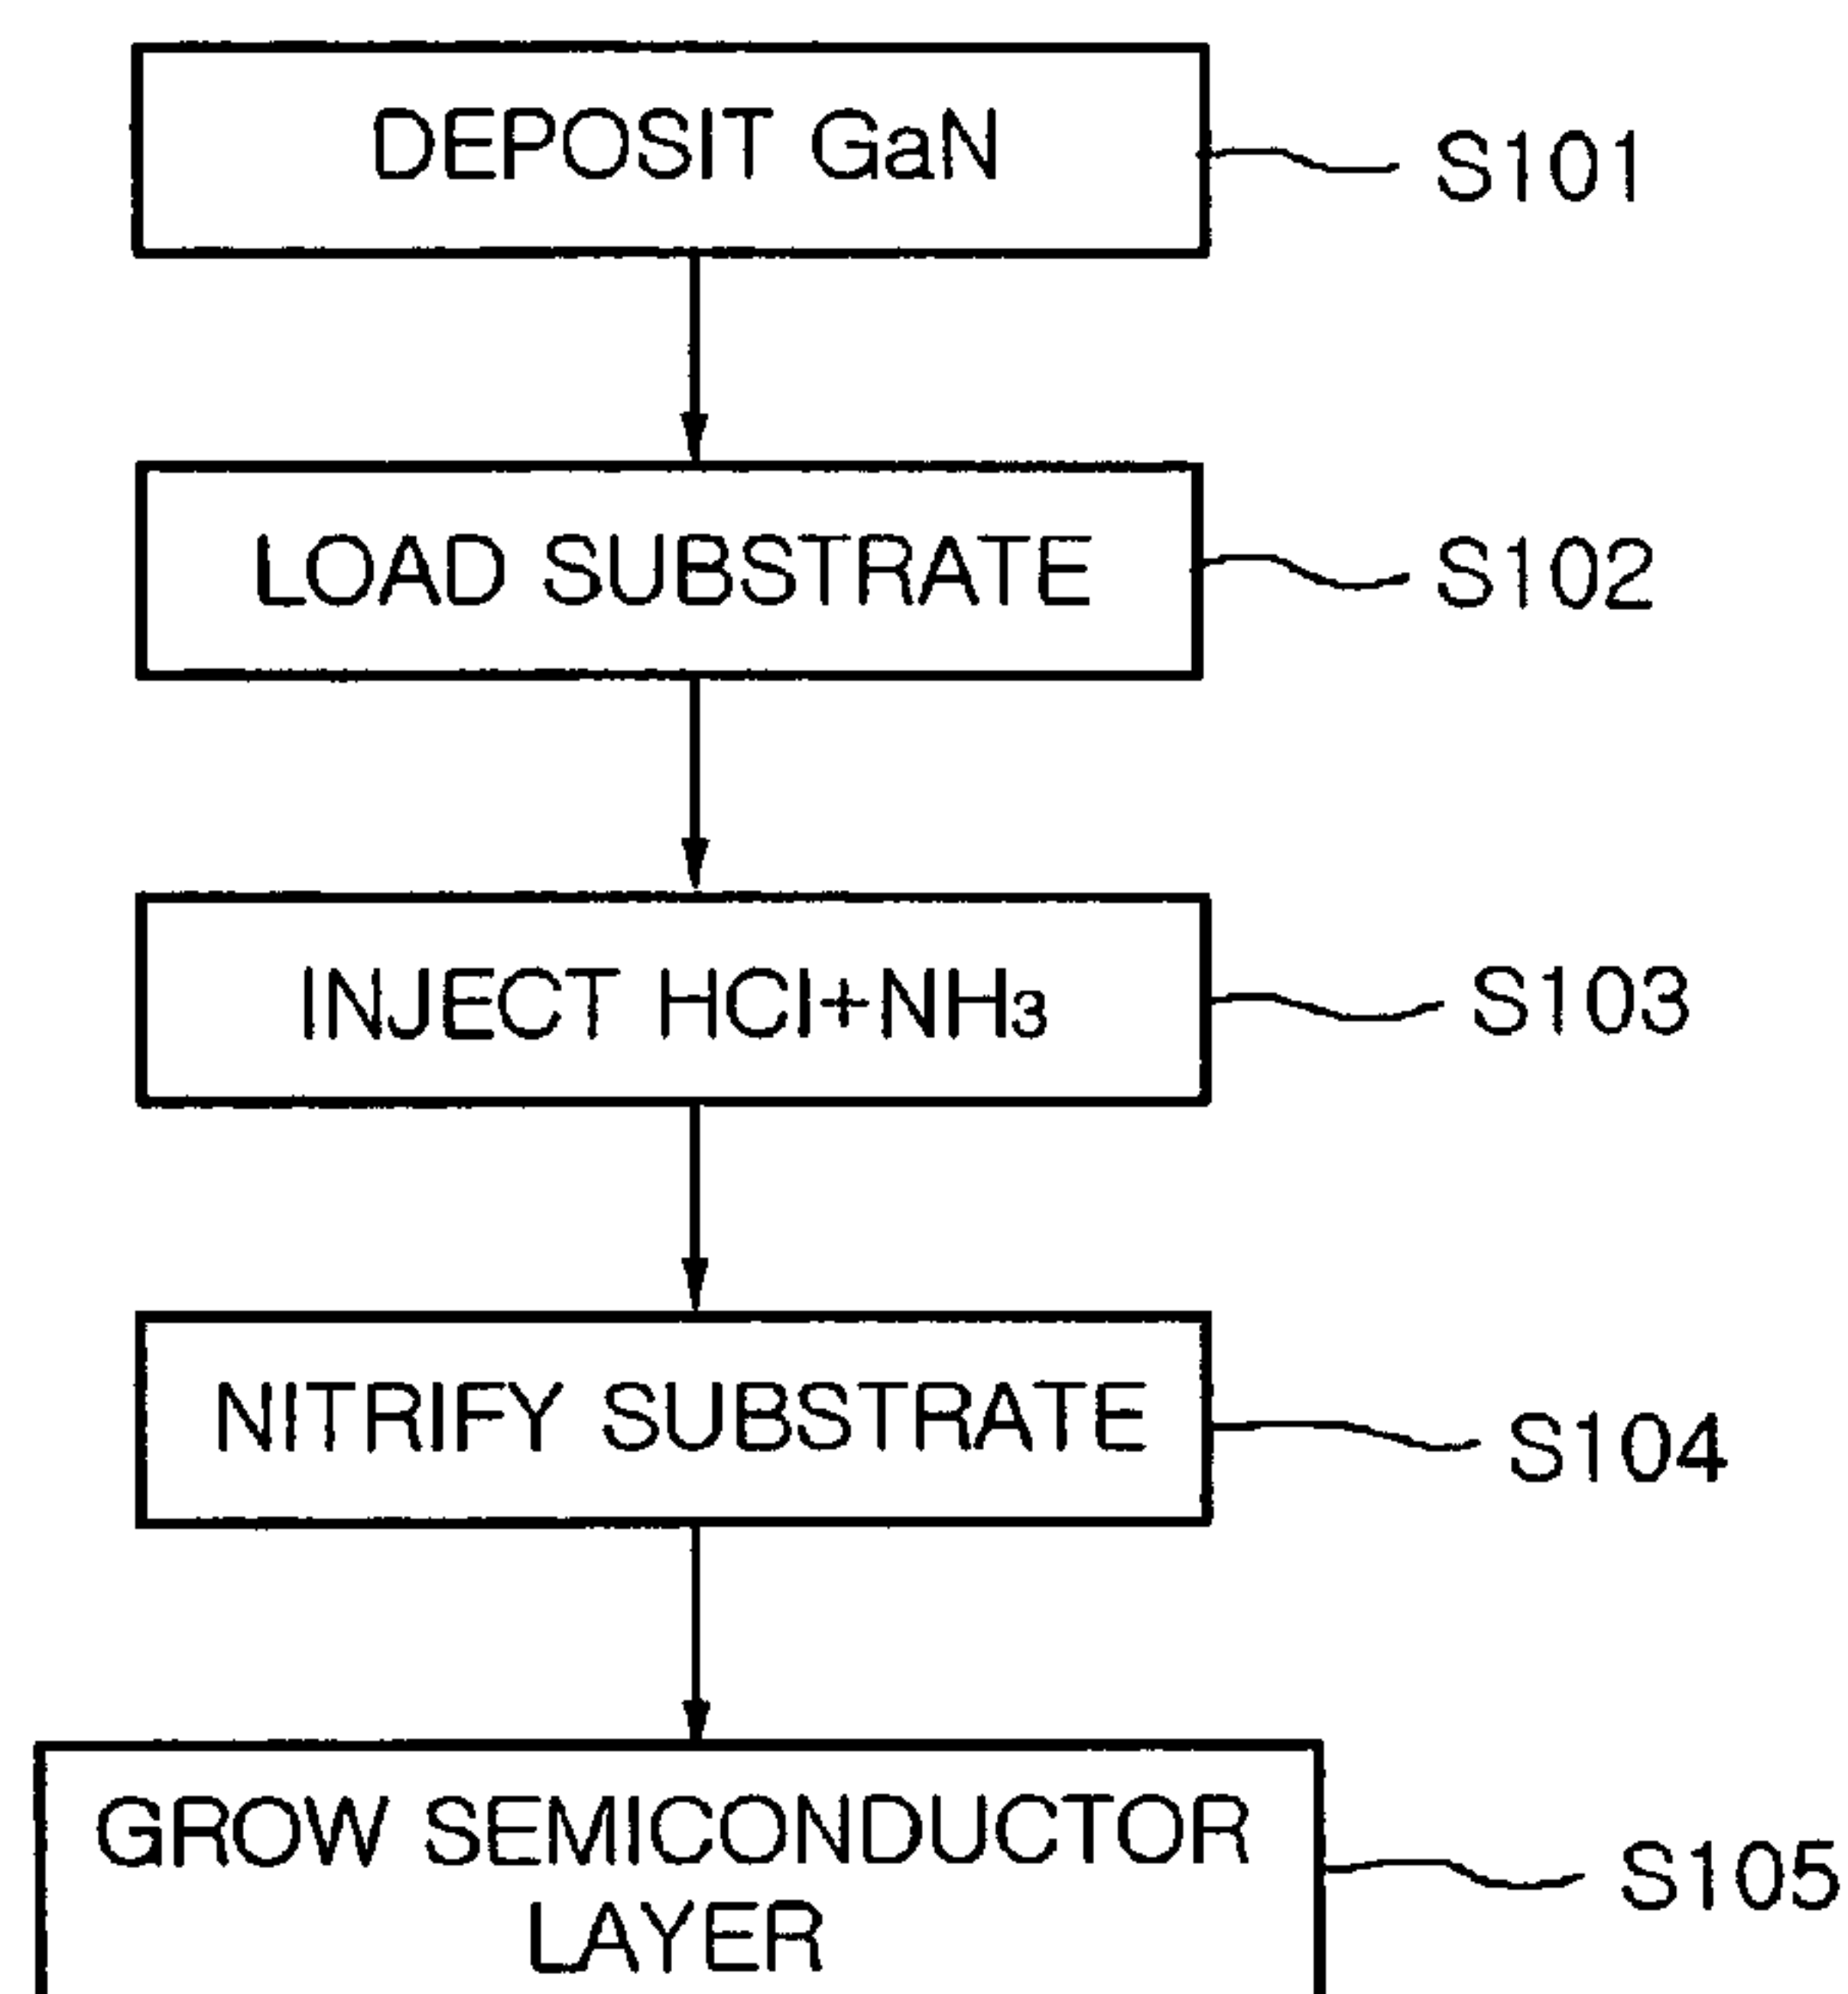 DEPOSIT GaN
S101
LOAD SUBSTRATE
S102
INJECT HCl+NH₃
S103
NITRIFY SUBSTRATE
S104
GROW SEMICONDUCTOR
LAYER
S105